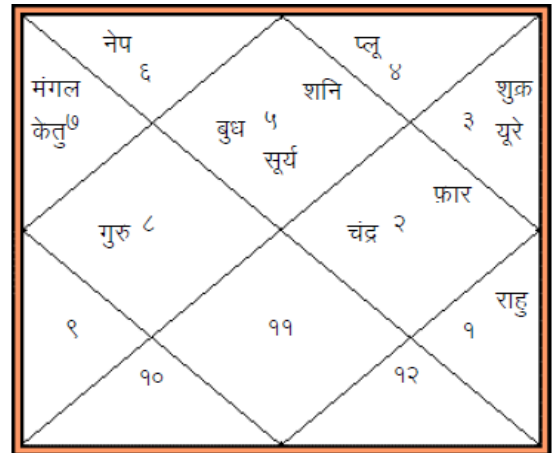 नेप
६
प्लू
४
मंगल
केतु७
शनि
बुध ५
सूर्य
शुक्र
३ यूरे
गुरु ८
फ़ार
चंद्र २
राहु
९
११
१
१०
१२